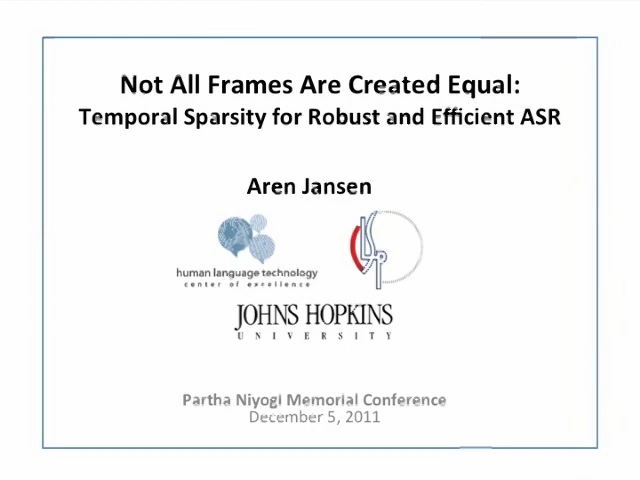 Not All Frames Are Created Equal:
Temporal Sparsity for Robust and Efficient ASR
Aren Jansen
human language technology
center of excellence
JOHNS HOPKINS
UNIVERSITY
Partha Niyogi Memorial Conference
December 5, 2011